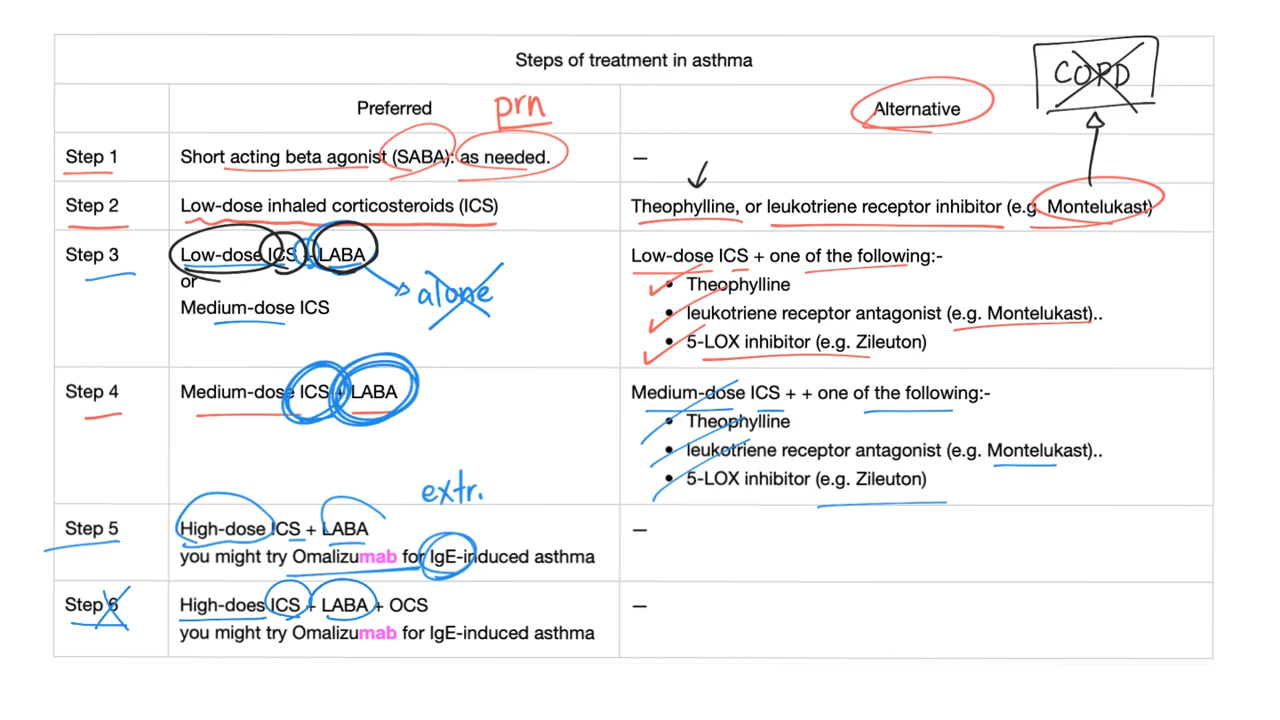 Steps of treatment in asthma
COPD
Preferred
prn
Alternative
Step 1
Short acting beta agonist (SABA): as needed.
—
Step 2
Low-dose inhaled corticosteroids (ICS)
Theophylline, or leukotriene receptor inhibitor (e.g. Montelukast)
Step 3
Low-dose ICS + LABA
or
Medium-dose ICS
alone
Low-dose ICS + one of the following:-
• Theophylline
• leukotriene receptor antagonist (e.g. Montelukast)..
• 5-LOX inhibitor (e.g. Zileuton)
Step 4
Medium-dose ICS + LABA
Medium-dose ICS + + one of the following:-
• Theophylline
• leukotriene receptor antagonist (e.g. Montelukast)..
• 5-LOX inhibitor (e.g. Zileuton)
extr.
Step 5
High-dose ICS + LABA
you might try Omalizumab for IgE-induced asthma
—
Step 6
High-does ICS + LABA + OCS
you might try Omalizumab for IgE-induced asthma
—